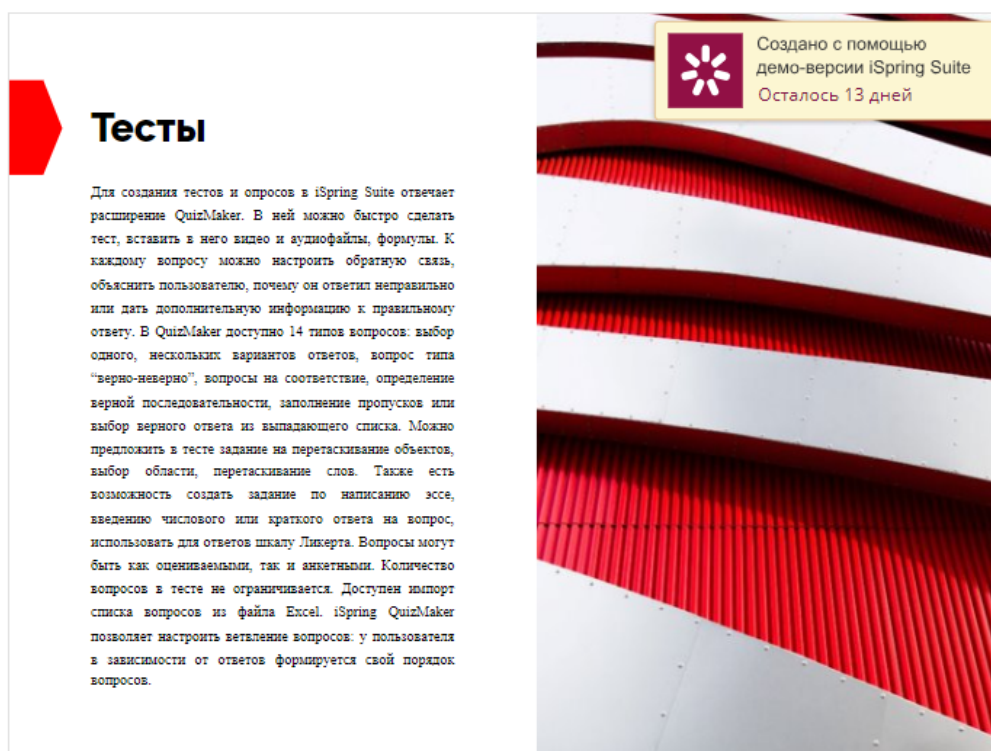 Создано с помощью
демо-версии iSpring Suite
Осталось 13 дней
Тесты
Для создания тестов и опросов в iSpring Suite отвечает
расширение QuizMaker. В ней можно быстро сделать
тест, вставить в него видео и аудиофайлы, формулы. К
каждому вопросу можно настроить обратную связь,
объяснить пользователю, почему он ответил неправильно
или дать дополнительную информацию к правильному
ответу. В QuizMaker доступно 14 типов вопросов: выбор
одного, нескольких вариантов ответов, вопрос типа
“верно-неверно”, вопросы на соответствие, определение
верной последовательности, заполнение пропусков или
выбор верного ответа из выпадающего списка. Можно
предложить в тесте задание на перетаскивание объектов,
выбор области, перетаскивание слов. Также есть
возможность создать задание по написанию эссе,
введению числового или краткого ответа на вопрос,
использовать для ответов шкалу Ликерта. Вопросы могут
быть как оцениваемыми, так и анкетными. Количество
вопросов в тесте не ограничивается. Доступен импорт
списка вопросов из файла Excel. iSpring QuizMaker
позволяет настроить ветвление вопросов: у пользователя
в зависимости от ответов формируется свой порядок
вопросов.